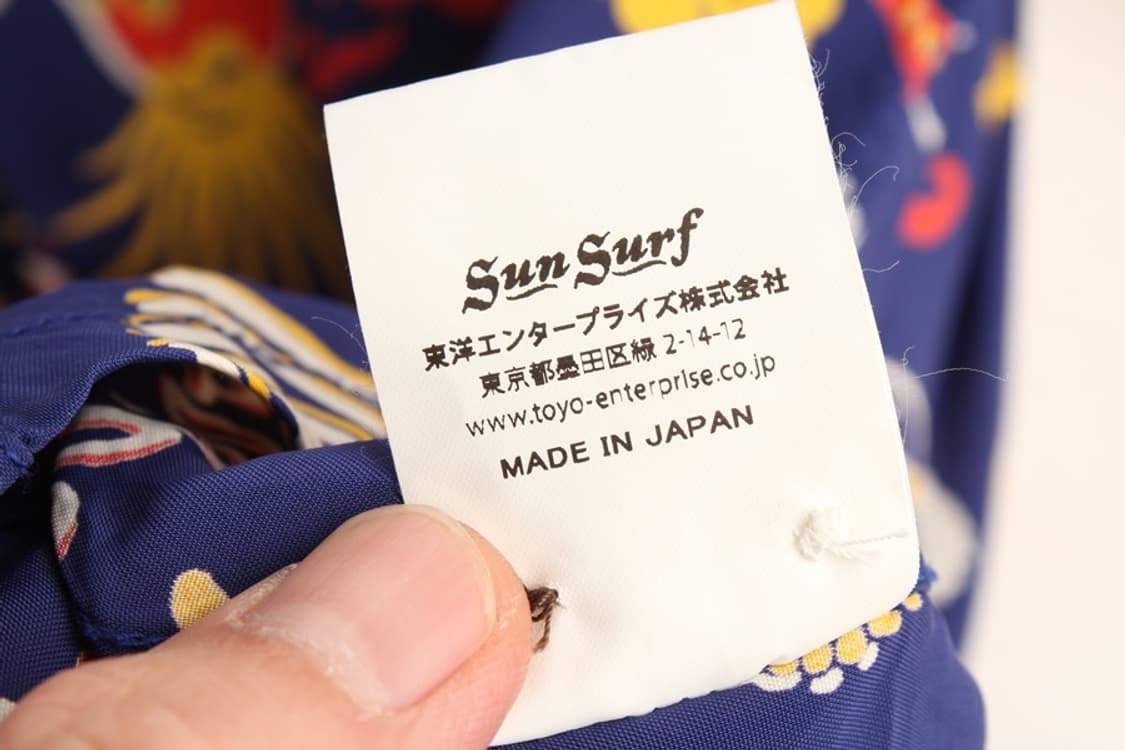 Sun Surf
東洋エンタープライズ株式会社
東京都墨田区緑 2-14-12
www.toyo-enterprise.co.jp
MADE IN JAPAN